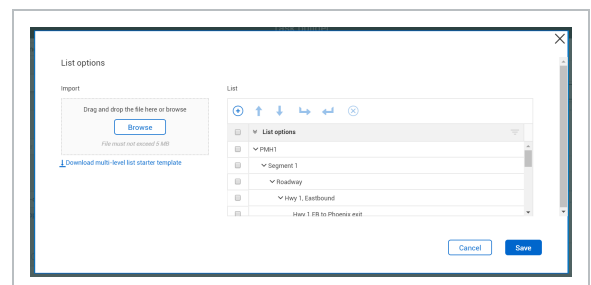 List options
Import
List
Drag and drop the file here or browse
Browse
File must not exceed 5 MB
Download multi-level list starter template
List options
PMH1
Segment 1
Roadway
Hwy 1, Eastbound
Hwy 1 EB to Phoenix exit
Cancel
Save